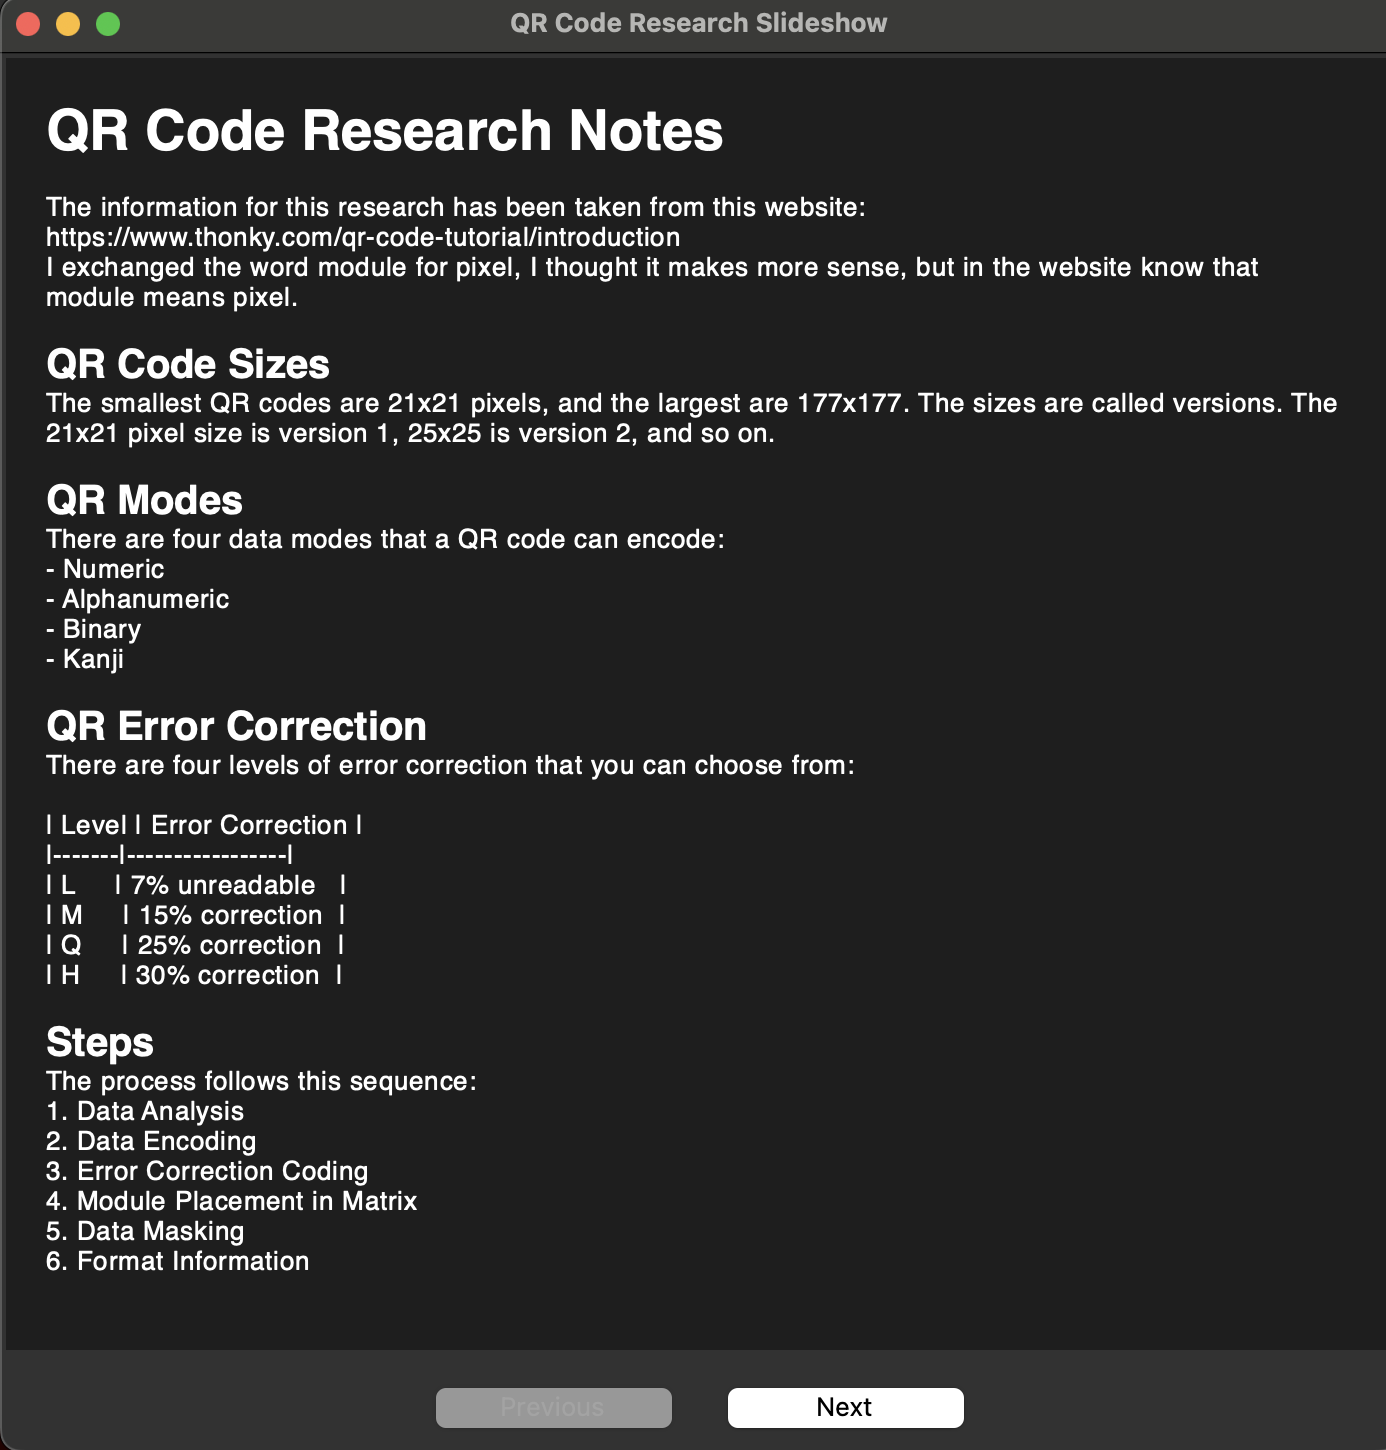 QR Code Research Slideshow
QR Code Research Notes
The information for this research has been taken from this website:
https://www.thonky.com/qr-code-tutorial/introduction
I exchanged the word module for pixel, I thought it makes more sense, but in the website know that
module means pixel.
QR Code Sizes
The smallest QR codes are 21x21 pixels, and the largest are 177x177. The sizes are called versions. The
21x21 pixel size is version 1, 25x25 is version 2, and so on.
QR Modes
There are four data modes that a QR code can encode:
- Numeric
- Alphanumeric
- Binary
- Kanji
QR Error Correction
There are four levels of error correction that you can choose from:
| Level | Error Correction |
|-------|-----------------|
| L     | 7% unreadable   |
| M     | 15% correction  |
| Q     | 25% correction  |
| H     | 30% correction  |
Steps
The process follows this sequence:
1. Data Analysis
2. Data Encoding
3. Error Correction Coding
4. Module Placement in Matrix
5. Data Masking
6. Format Information
Previous
Next